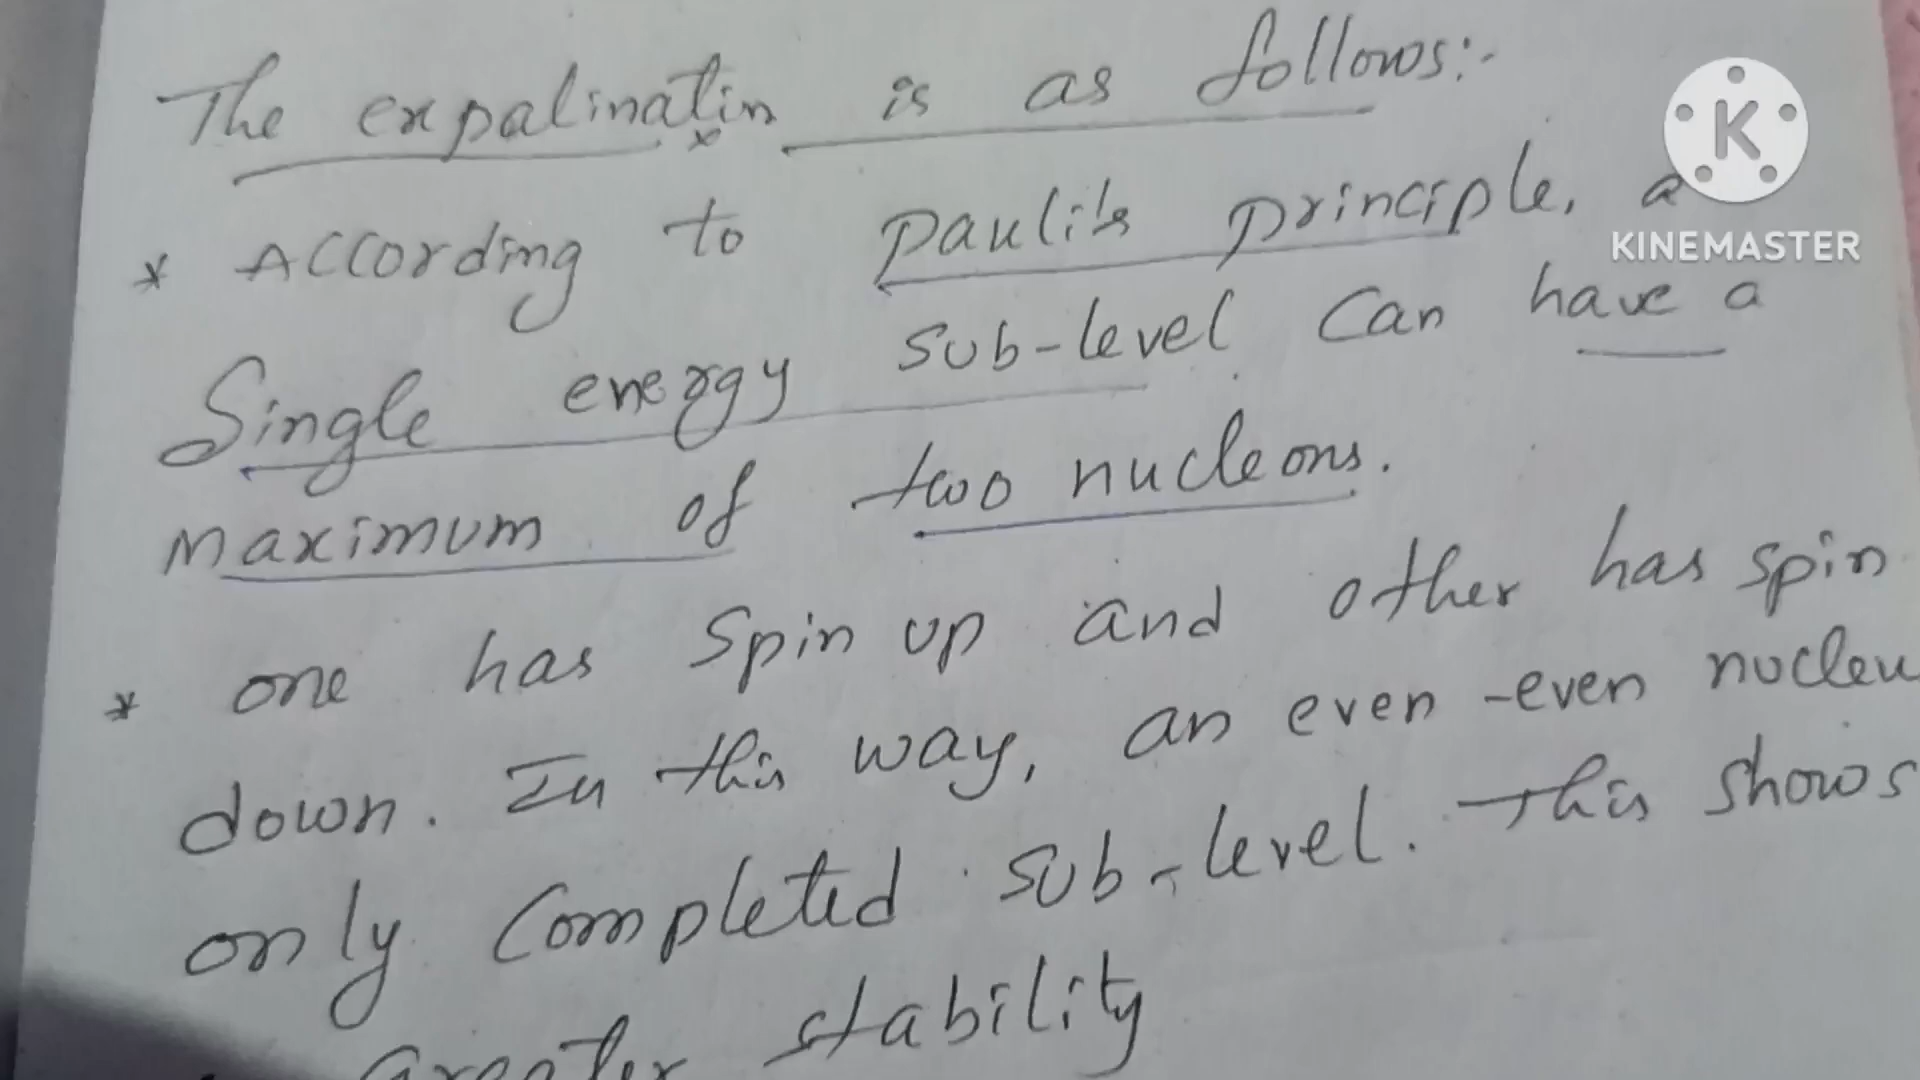 The expalinatin is as follows:-
* According to Pauli's principle, a
Single energy sub-level can have a
maximum of two nucleons.
* one has spin up and other has spin
down. In this way, an even-even nucleu
only completed sub-level. This shows
Greater stability
K
KINEMASTER